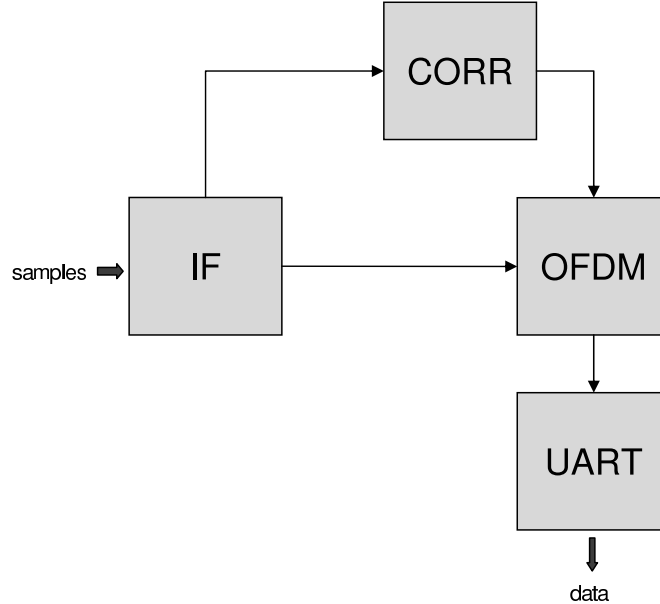 CORR
samples
IF
OFDM
UART
data